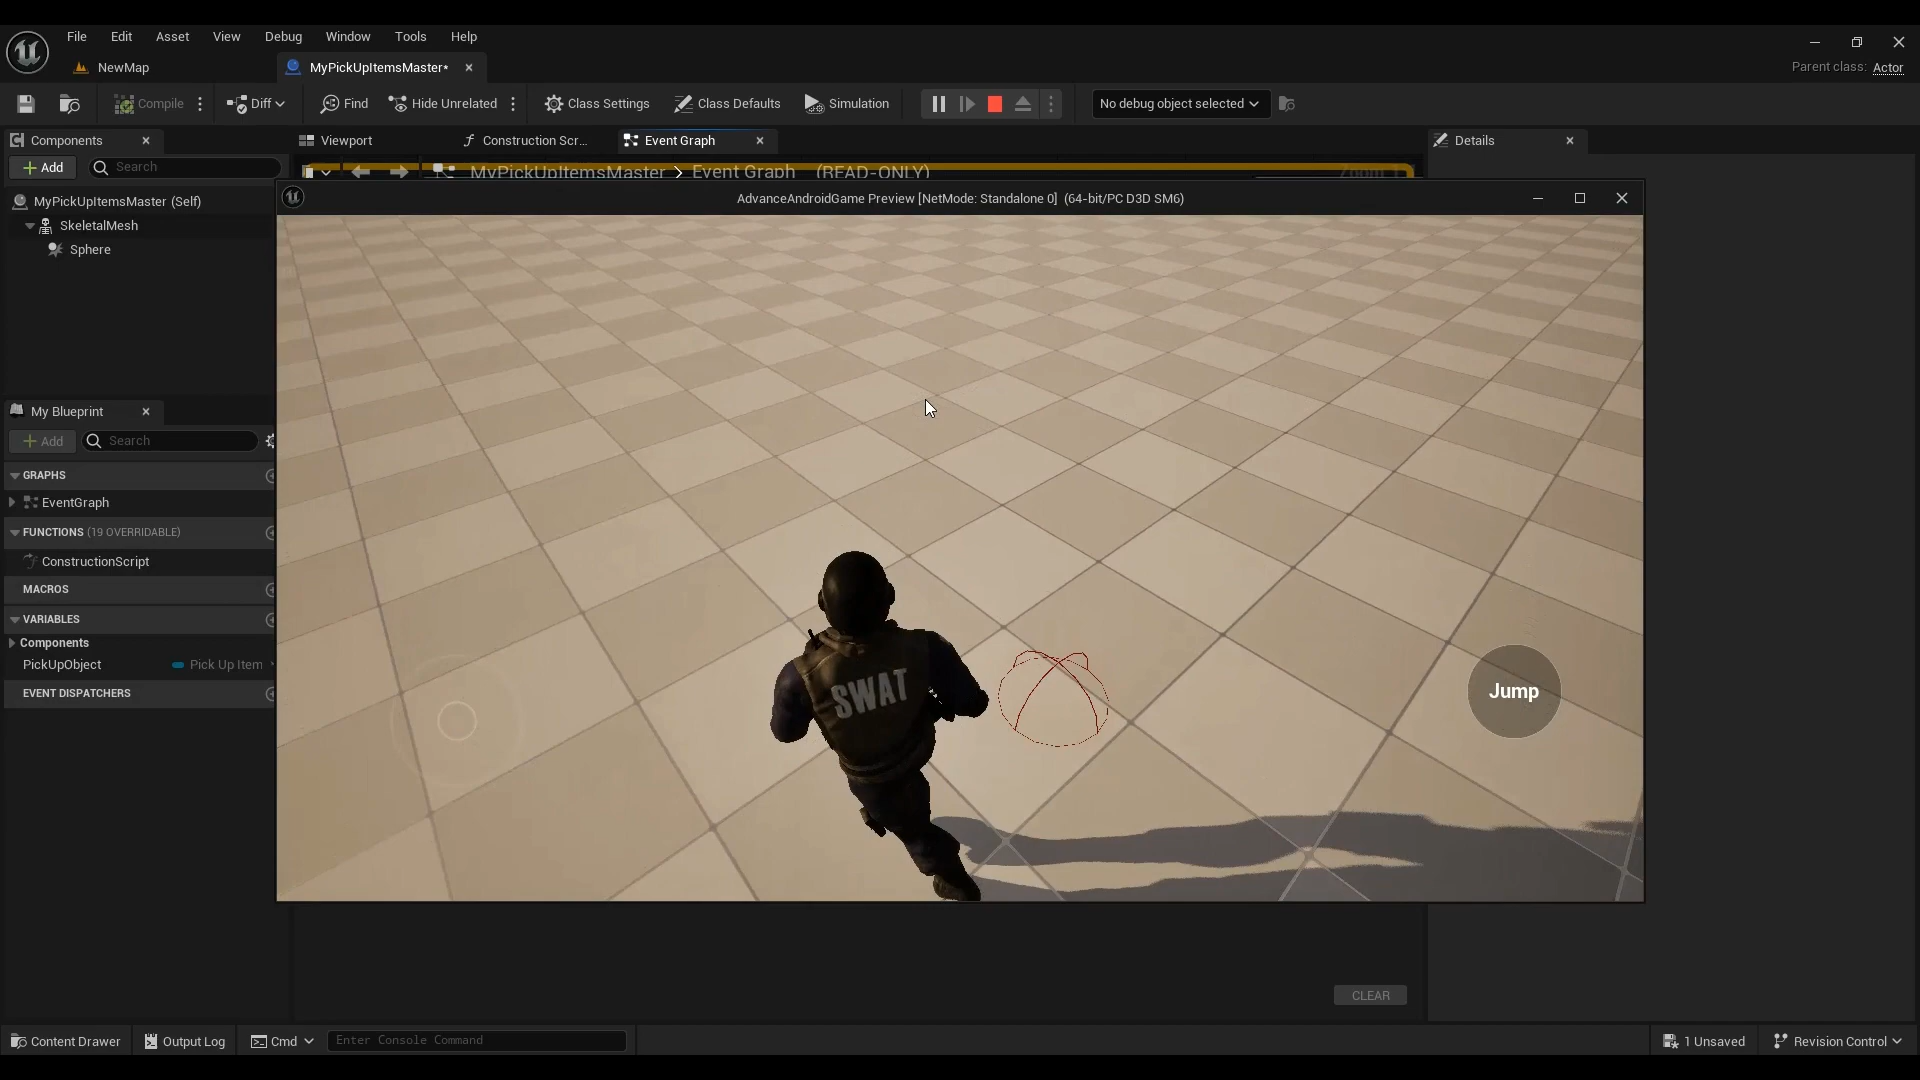 File Edit Asset View Debug Window Tools Help
NewMap MyPickUpItemsMaster*
Parent class: Actor
Compile Diff Find Hide Unrelated Class Settings Class Defaults Simulation No debug object selected
Components Viewport Construction Scr... Event Graph Details
Add Search
MyPickUpItemsMaster > Event Graph (READ-ONLY)
AdvanceAndroidGame Preview [NetMode: Standalone 0] (64-bit/PC D3D SM6)
MyPickUpItemsMaster (Self)
SkeletalMesh
Sphere
My Blueprint
Add Search
GRAPHS
EventGraph
FUNCTIONS (19 OVERRIDABLE)
ConstructionScript
MACROS
VARIABLES
Components
PickUpObject Pick Up Item
EVENT DISPATCHERS
SWAT
Jump
CLEAR
Content Drawer Output Log Cmd Enter Console Command 1 Unsaved Revision Control